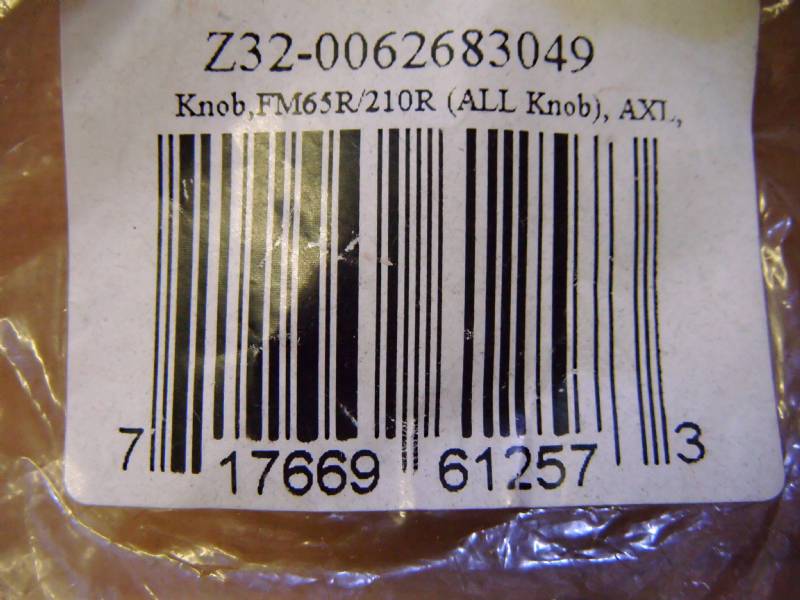 Z32-0062683049
Knob,FM65R/210R (ALL Knob), AXL,
7 17669 61257 3